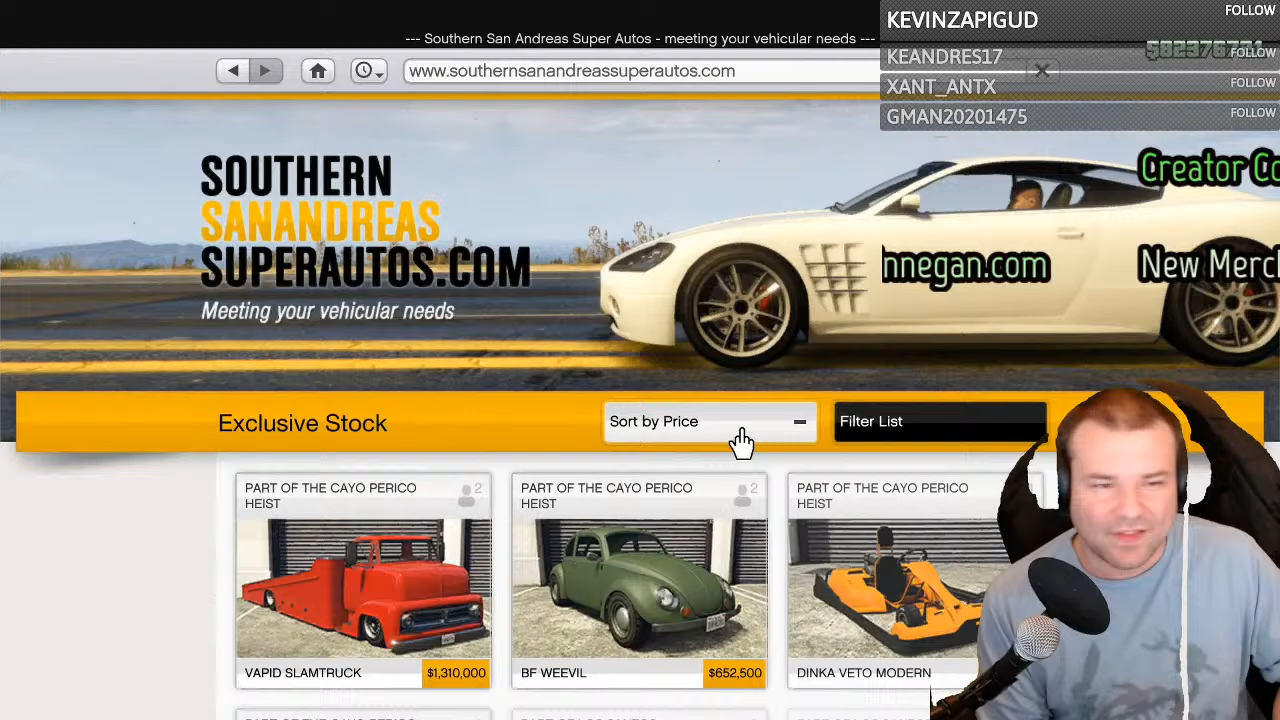 KEVINZAPIGUD
FOLLOW
--- Southern San Andreas Super Autos - meeting your vehicular needs ---
KEANDRES17
FOLLOW
www.southernsanandreassuperautos.com
XANT_ANTX
FOLLOW
GMAN20201475
FOLLOW
SOUTHERN
SANANDREAS
SUPERAUTOS.COM
Meeting your vehicular needs
Creator Co
hnegan.com
New Merc
Exclusive Stock
Sort by Price
Filter List
PART OF THE CAYO PERICO
HEIST
2
PART OF THE CAYO PERICO
HEIST
2
PART OF THE CAYO PERICO
HEIST
VAPID SLAMTRUCK
$1,310,000
BF WEEVIL
$652,500
DINKA VETO MODERN